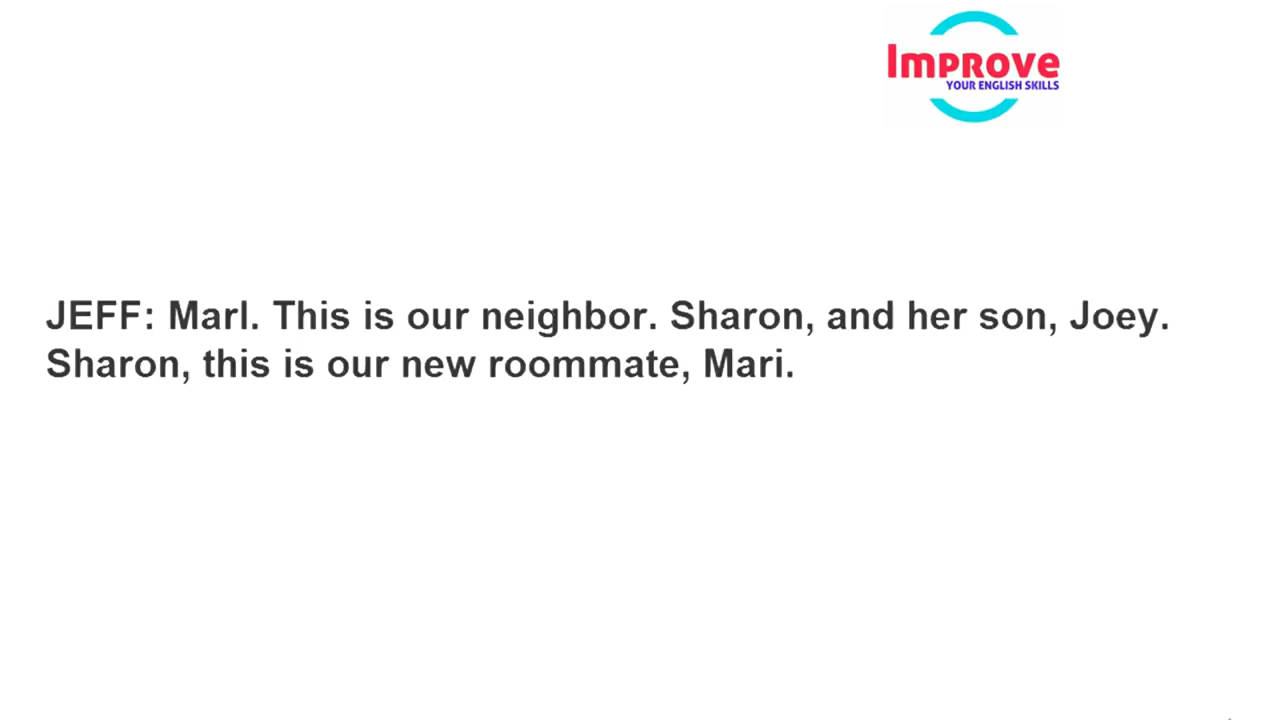 Improve
YOUR ENGLISH SKILLS
JEFF: Marl. This is our neighbor. Sharon, and her son, Joey.
Sharon, this is our new roommate, Mari.